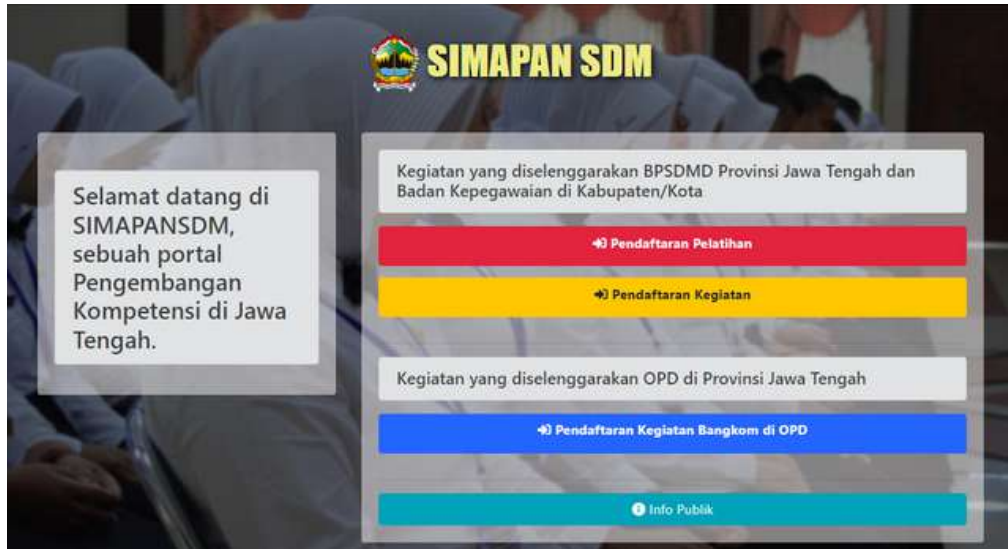 SIMAPAN SDM
Selamat datang di
SIMAPANSDM,
sebuah portal
Pengembangan
Kompetensi di Jawa
Tengah.
Kegiatan yang diselenggarakan BPSDMD Provinsi Jawa Tengah dan
Badan Kepegawaian di Kabupaten/Kota
Pendaftaran Pelatihan
Pendaftaran Kegiatan
Kegiatan yang diselenggarakan OPD di Provinsi Jawa Tengah
Pendaftaran Kegiatan Bangkom di OPD
Info Publik